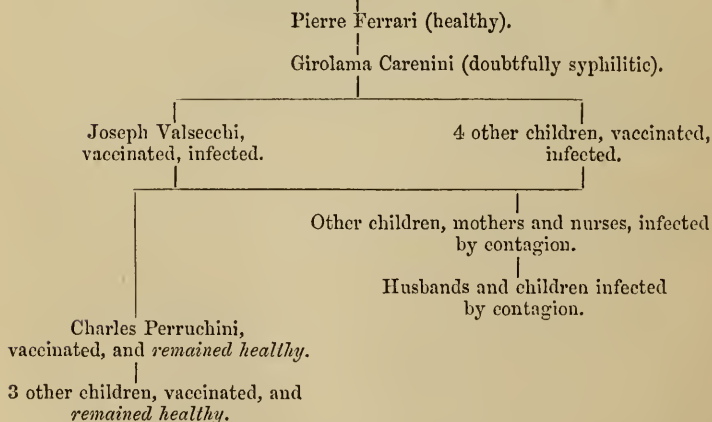 Pierre Ferrari (healthy).
Girolama Carenini (doubtfully syphilitic).
Joseph Valsecchi,
vaccinated, infected.
4 other children, vaccinated,
infected.
Other children, mothers and nurses, infected
by contagion.
Husbands and children infected
by contagion.
Charles Perruchini,
vaccinated, and remained healthy.
3 other children, vaccinated, and
remained healthy.